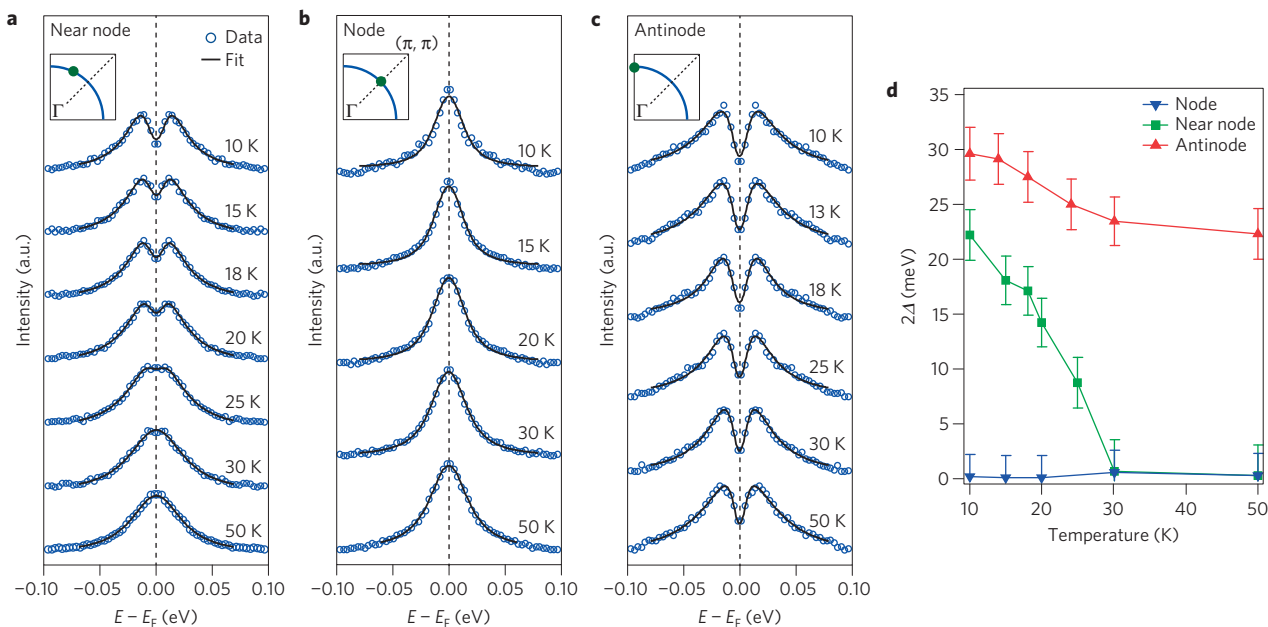 a
Near node
Data
Fit
Γ
10 K
15 K
18 K
20 K
25 K
30 K
50 K
Intensity (a.u.)
−0.10
−0.05
0.00
0.05
0.10
E − E_F (eV)
b
Node
(π, π)
Γ
10 K
15 K
20 K
30 K
50 K
Intensity (a.u.)
−0.10
−0.05
0.00
0.05
0.10
E − E_F (eV)
c
Antinode
Γ
10 K
13 K
18 K
25 K
30 K
50 K
Intensity (a.u.)
−0.10
−0.05
0.00
0.05
0.10
E − E_F (eV)
d
Node
Near node
Antinode
35
30
25
20
15
10
5
0
2Δ (meV)
10
20
30
40
50
Temperature (K)